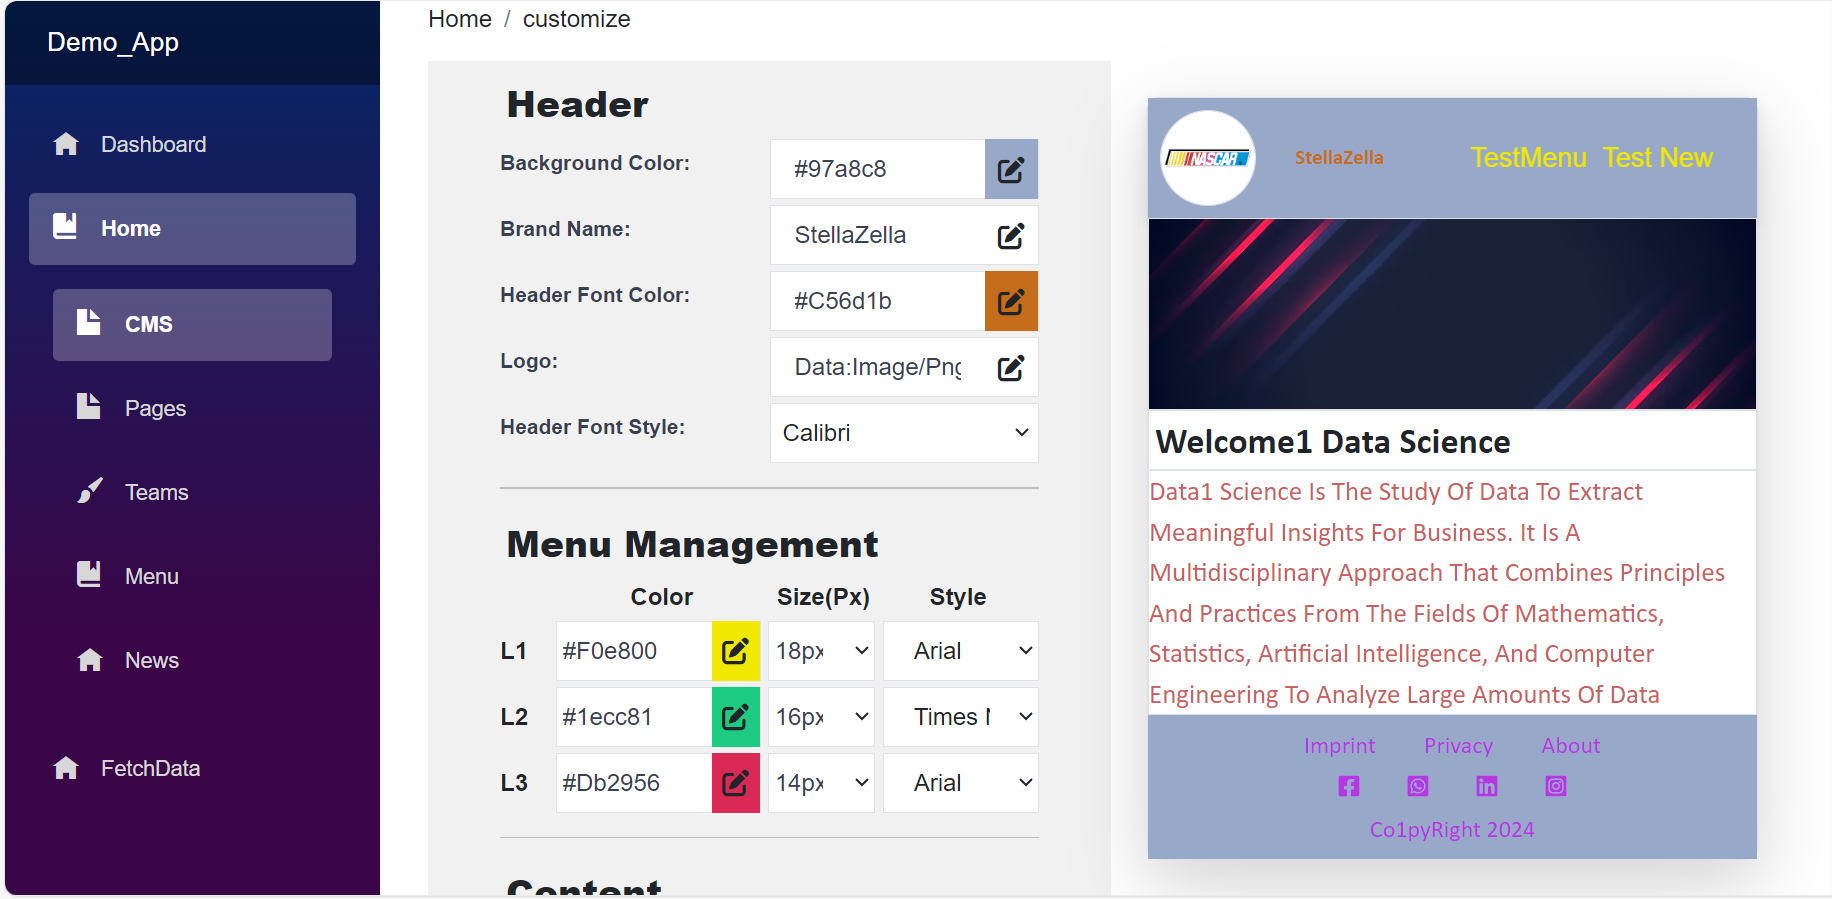 Demo_App
Dashboard
Home
CMS
Pages
Teams
Menu
News
FetchData
Home / customize
Header
Background Color: #97a8c8
Brand Name: StellaZella
Header Font Color: #C56d1b
Logo: Data:Image/Png
Header Font Style: Calibri
Menu Management
Color Size(Px) Style
L1 #F0e800 18px Arial
L2 #1ecc81 16px Times N
L3 #Db2956 14px Arial
Content
NASCAR StellaZella TestMenu Test New
Welcome1 Data Science
Data1 Science Is The Study Of Data To Extract
Meaningful Insights For Business. It Is A
Multidisciplinary Approach That Combines Principles
And Practices From The Fields Of Mathematics,
Statistics, Artificial Intelligence, And Computer
Engineering To Analyze Large Amounts Of Data
Imprint Privacy About
Co1pyRight 2024